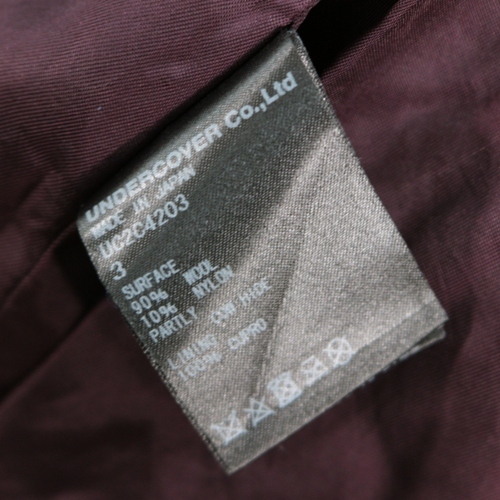 UNDERCOVER Co.,Ltd
MADE IN JAPAN
UC2C4203
3
SURFACE
90% WOOL
10% NYLON
PARTLY COW HIDE
LINING
100% CUPRO